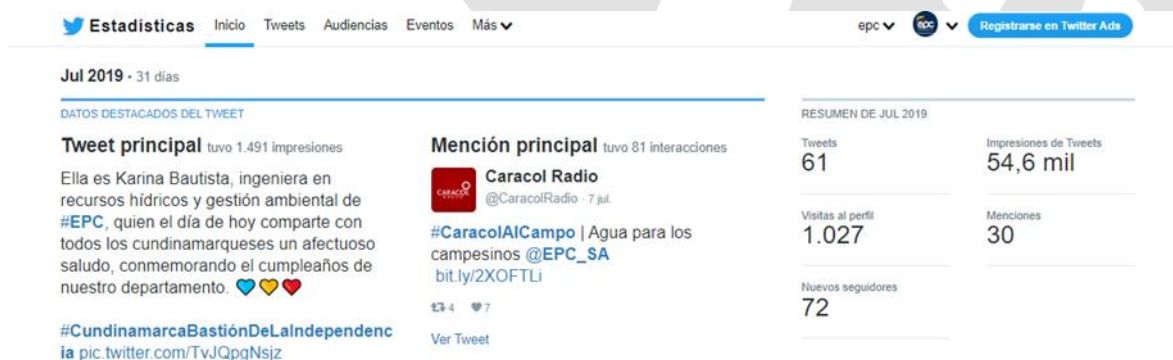 Estadísticas Inicio Tweets Audiencias Eventos Más epc epc Registrarse en Twitter Ads
Jul 2019 • 31 días
DATOS DESTACADOS DEL TWEET
Tweet principal tuvo 1.491 impresiones
Ella es Karina Bautista, ingeniera en
recursos hídricos y gestión ambiental de
#EPC, quien el día de hoy comparte con
todos los cundinamarqueses un afectuoso
saludo, conmemorando el cumpleaños de
nuestro departamento. 💙💛❤
#CundinamarcaBastiónDeLaIndependenc
ia pic.twitter.com/TvJQpgNsjz
Mención principal tuvo 81 interacciones
CARACOL
Caracol Radio
@CaracolRadio · 7 jul.
#CaracolAlCampo | Agua para los
campesinos @EPC_SA
bit.ly/2XOFTLi
4 7
Ver Tweet
RESUMEN DE JUL 2019
Tweets
61
Impresiones de Tweets
54,6 mil
Visitas al perfil
1.027
Menciones
30
Nuevos seguidores
72